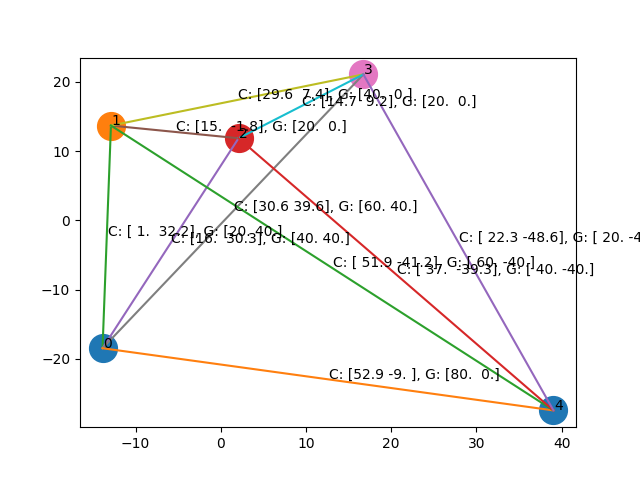 3
C: [29.6 7.4], G: [40. 0.]
C: [14.7 9.2], G: [20. 0.]
1
C: [15. -1.8], G: [20. 0.]
2
C: [30.6 39.6], G: [60. 40.]
C: [ 1. 32.2], G: [20. 40.]
C: [16. 30.3], G: [40. 40.]
C: [ 22.3 -48.6], G: [ 20. -4
C: [ 51.9 -41.2], G: [ 60. -40.]
C: [ 37. -39.3], G: [ 40. -40.]
0
C: [52.9 -9. ], G: [80. 0.]
4
20
10
0
−10
−20
−10 0 10 20 30 40